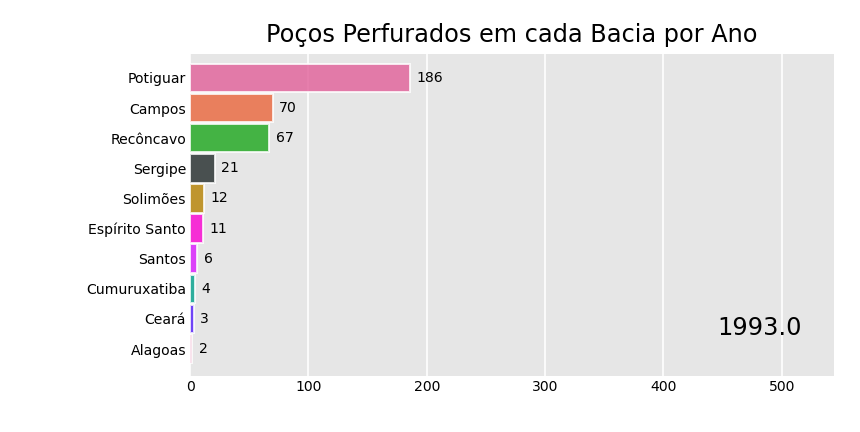 Poços Perfurados em cada Bacia por Ano
Potiguar 186
Campos 70
Recôncavo 67
Sergipe 21
Solimões 12
Espírito Santo 11
Santos 6
Cumuruxatiba 4
Ceará 3
1993.0
Alagoas 2
0 100 200 300 400 500